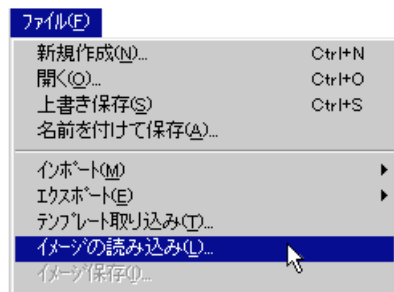 ファイル(F)
新規作成(N)... Ctrl+N
開く(O)... Ctrl+O
上書き保存(S) Ctrl+S
名前を付けて保存(A)...
インポート(M)
エクスポート(E)
テンプレート取り込み(T)...
イメージの読み込み(L)...
イメージ保存(I)...